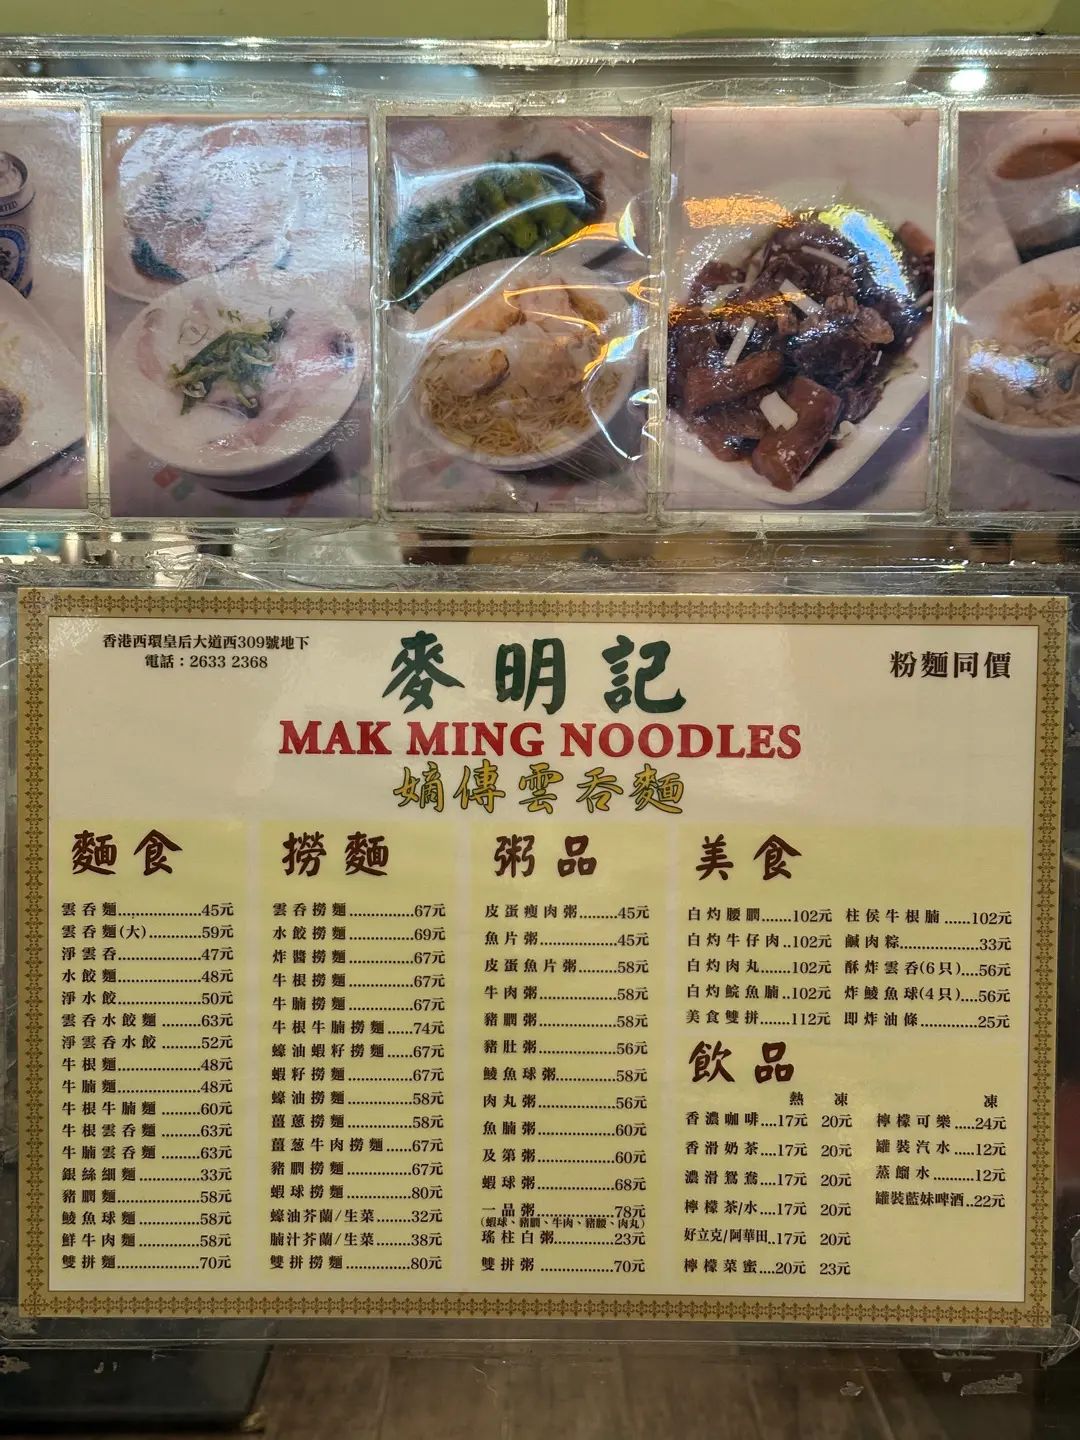 RTED
香港西環皇后大道西309號地下
電話：2633 2368
麥明記
粉麵同價
MAK MING NOODLES
嫡傳雲吞麵
麵食
雲吞麵..................45元
雲吞麵(大)............59元
淨雲吞..................47元
水餃麵..................48元
淨水餃..................50元
雲吞水餃麵.........63元
淨雲吞水餃.........52元
牛根麵..................48元
牛腩麵..................48元
牛根牛腩麵.........60元
牛根雲吞麵.........63元
牛腩雲吞麵.........63元
銀絲細麵............33元
豬膶麵..................58元
鯪魚球麵............58元
鮮牛肉麵............58元
雙拼麵..................70元
撈麵
雲吞撈麵............67元
水餃撈麵............69元
炸醬撈麵............67元
牛根撈麵............67元
牛腩撈麵............67元
牛根牛腩撈麵.....74元
蠔油蝦籽撈麵......67元
蝦籽撈麵............67元
蠔油撈麵............58元
薑蔥撈麵............58元
薑葱牛肉撈麵......67元
豬膶撈麵............67元
蝦球撈麵............80元
蠔油芥蘭/生菜.......32元
腩汁芥蘭/生菜.......38元
雙拼撈麵............80元
粥品
皮蛋瘦肉粥........45元
魚片粥..................45元
皮蛋魚片粥........58元
牛肉粥..................58元
豬膶粥..................58元
豬肚粥..................56元
鯪魚球粥............58元
肉丸粥..................56元
魚腩粥..................60元
及第粥..................60元
蝦球粥..................68元
一品粥..................78元
(蝦球、豬膶、牛肉、豬腰、肉丸)
瑤柱白粥............23元
雙拼粥..................70元
美食
白灼腰膶.......102元
白灼牛仔肉..102元
白灼肉丸.......102元
白灼鯇魚腩..102元
美食雙拼.......112元
柱侯牛根腩......102元
鹹肉粽..................33元
酥炸雲吞(6只)....56元
炸鯪魚球(4只)....56元
即炸油條............25元
飲品
熱 凍
香濃咖啡....17元 20元
香滑奶茶....17元 20元
濃滑鴛鴦....17元 20元
檸檬茶/水....17元 20元
好立克/阿華田..17元 20元
檸檬菜蜜....20元 23元
凍
檸檬可樂.....24元
罐裝汽水.....12元
蒸餾水.........12元
罐裝藍妹啤酒..22元